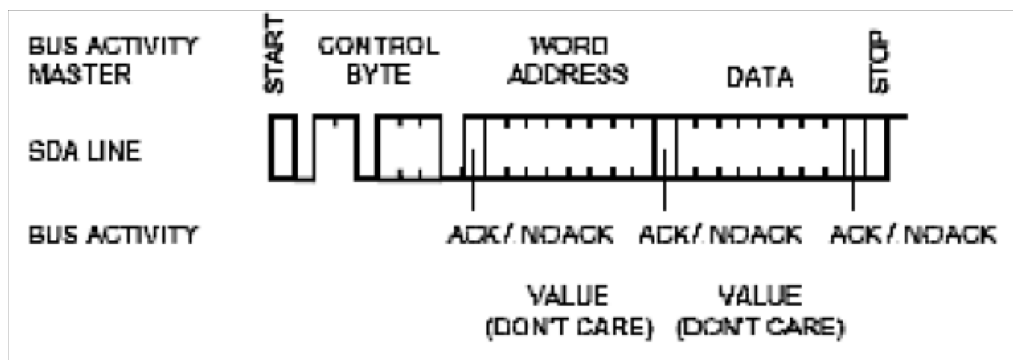 BUS ACTIVITY
MASTER
START
CONTROL
BYTE
WORD
ADDRESS
DATA
STOP
SDA LINE
BUS ACTIVITY
ACK/NOACK
ACK/NOACK
ACK/NOACK
VALUE
(DON'T CARE)
VALUE
(DON'T CARE)